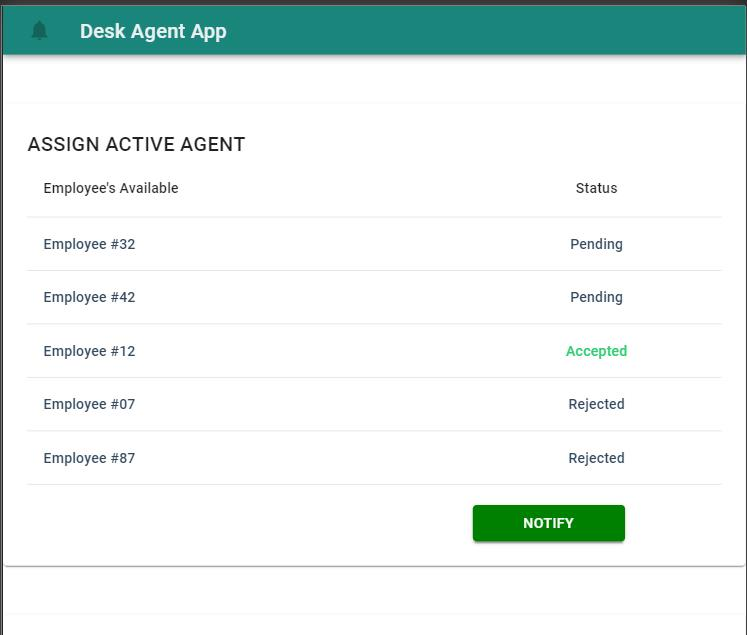 Desk Agent App
ASSIGN ACTIVE AGENT
Employee's Available Status
Employee #32 Pending
Employee #42 Pending
Employee #12 Accepted
Employee #07 Rejected
Employee #87 Rejected
NOTIFY